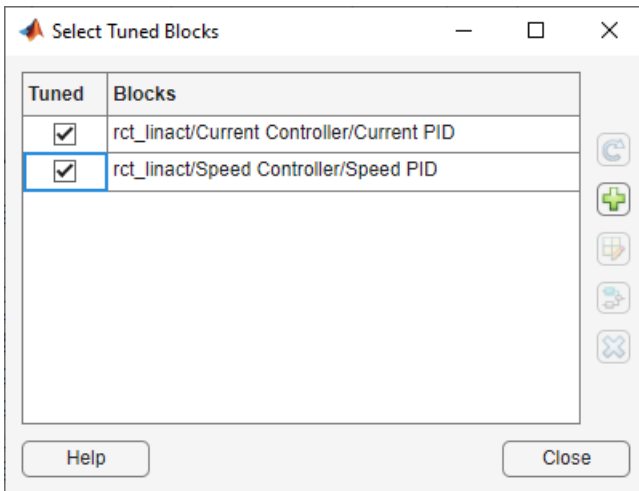 Select Tuned Blocks
Tuned Blocks
rct_linact/Current Controller/Current PID
rct_linact/Speed Controller/Speed PID
Help Close